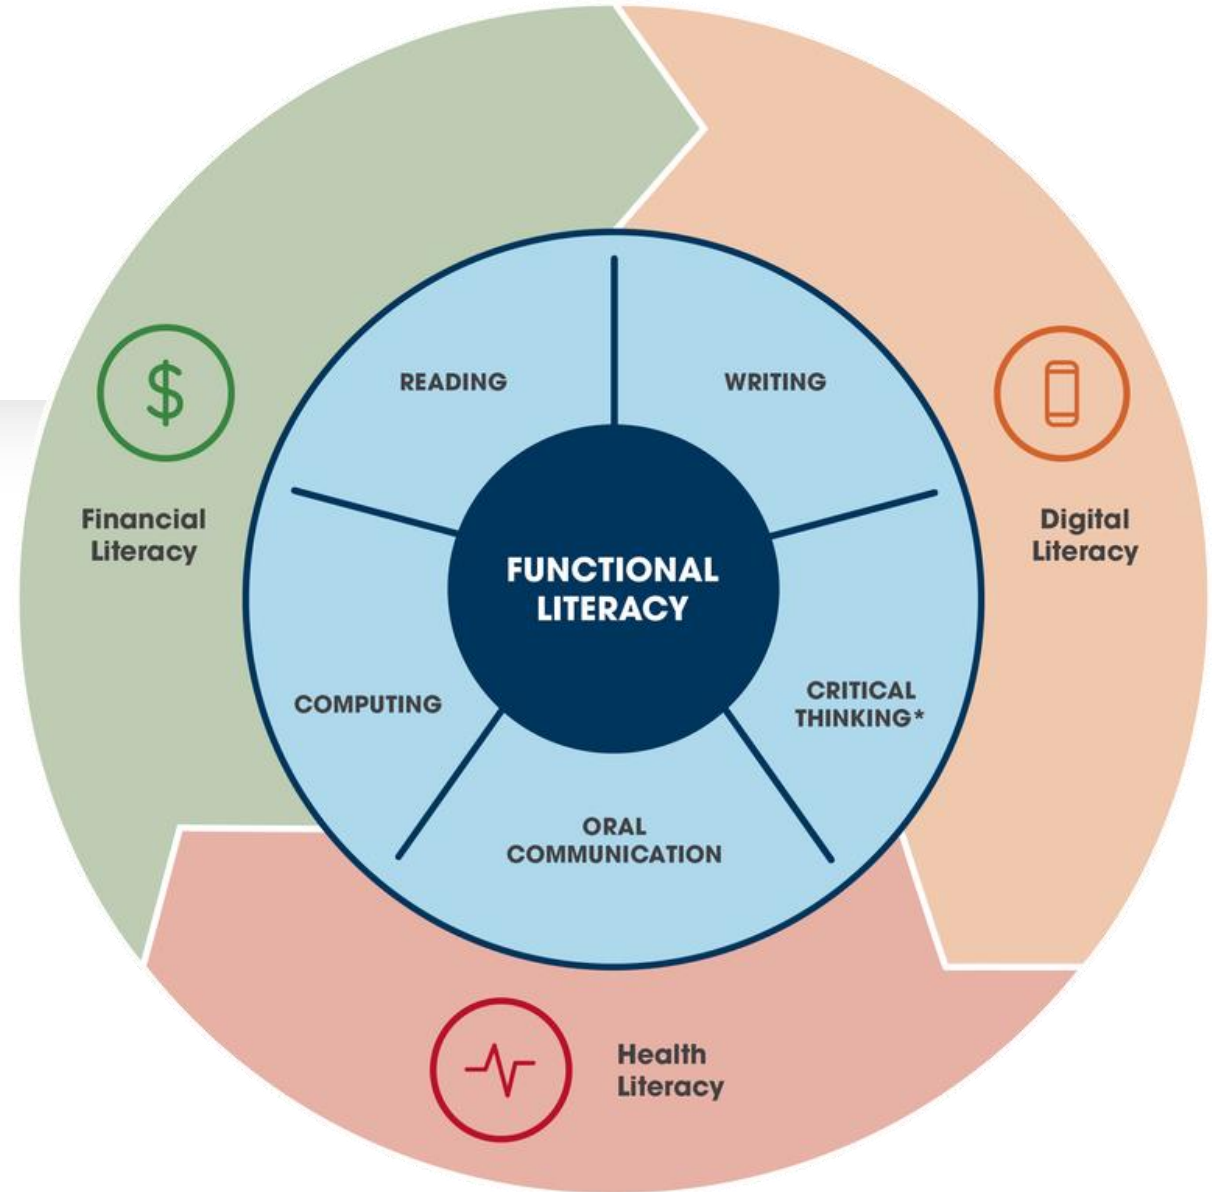 READING
WRITING
$
Financial
Literacy
FUNCTIONAL
LITERACY
Digital
Literacy
COMPUTING
CRITICAL
THINKING*
ORAL
COMMUNICATION
Health
Literacy